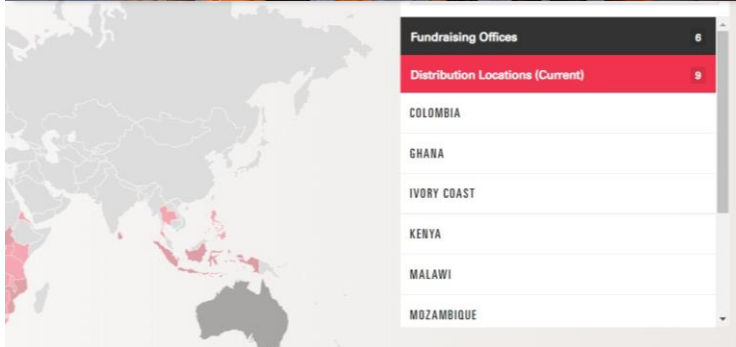 Fundraising Offices 6
Distribution Locations (Current) 9
COLOMBIA
GHANA
IVORY COAST
KENYA
MALAWI
MOZAMBIQUE